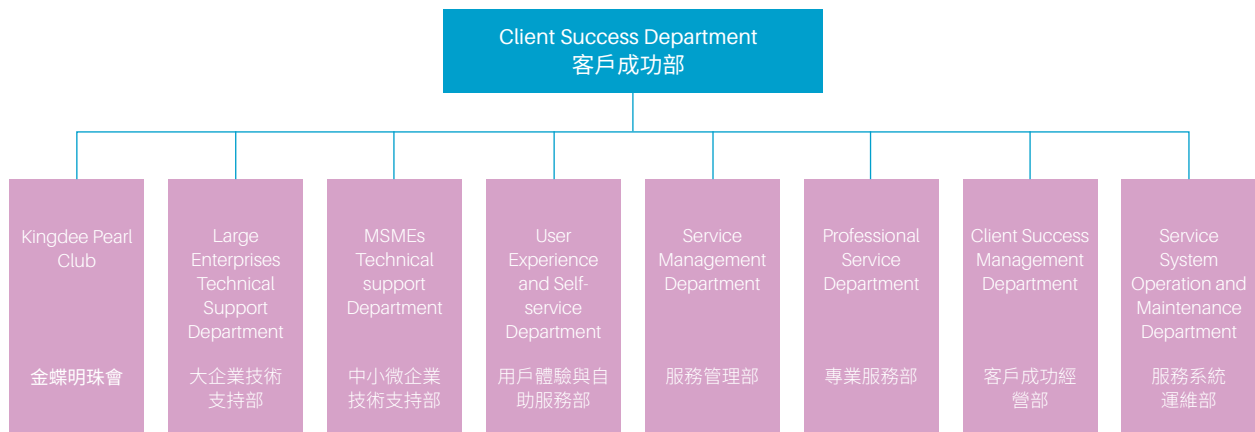 Client Success Department
客戶成功部
Kingdee Pearl
Club
金蝶明珠會
Large
Enterprises
Technical
Support
Department
大企業技術
支持部
MSMEs
Technical
support
Department
中小微企業
技術支持部
User
Experience
and Self-
service
Department
用戶體驗與自
助服務部
Service
Management
Department
服務管理部
Professional
Service
Department
專業服務部
Client Success
Management
Department
客戶成功經
營部
Service
System
Operation and
Maintenance
Department
服務系統
運維部